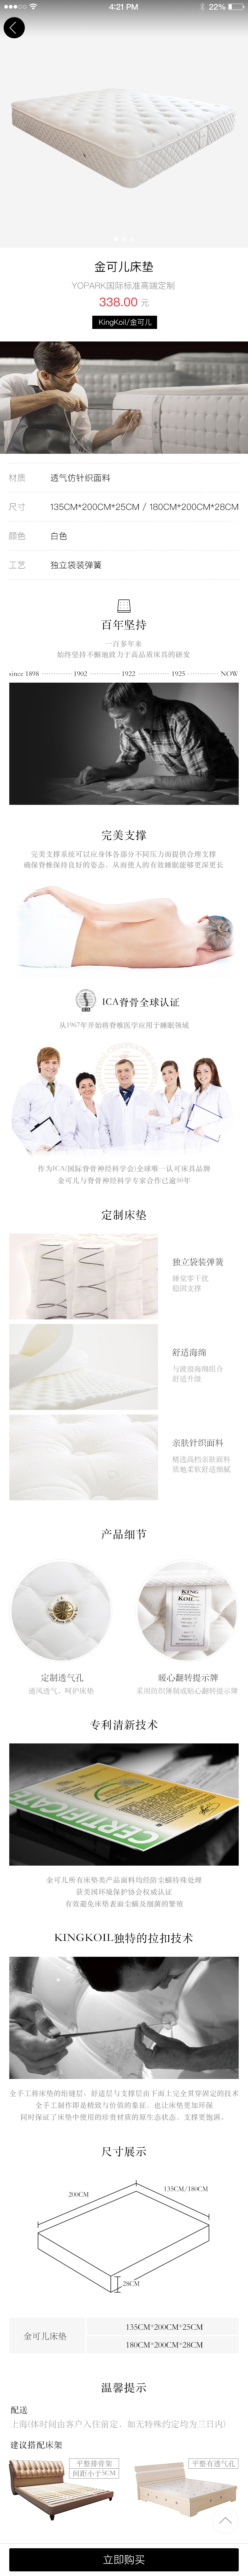 4:21 PM
22%
金可儿床垫
YOPARK国际标准高端定制
338.00 元
KingKoil/金可儿
材质 透气仿针织面料
尺寸 135CM*200CM*25CM / 180CM*200CM*28CM
颜色 白色
工艺 独立袋装弹簧
百年坚持
一百多年来
始终坚持不懈地致力于高品质床具的研发
since 1898 1902 1922 1925 NOW
完美支撑
完美支撑系统可以应身体各部分不同压力而提供合理支撑
确保脊椎保持良好的姿态、从而使人的有效睡眠能够更深更长
ICA脊骨全球认证
从1967年开始将脊椎医学应用于睡眠领域
作为ICA(国际脊骨神经科学会)全球唯一认可床具品牌
金可儿与脊骨神经科学专家合作已逾50年
定制床垫
独立袋装弹簧
睡觉零干扰
稳固支撑
舒适海绵
与波浪海绵组合
舒适升级
亲肤针织面料
精选高档亲肤面料
质地柔软舒适细腻
产品细节
KING
KOIL
定制透气孔
通风透气、呵护床垫
暖心翻转提示牌
采用纺织薄制成贴心翻转提示牌
专利清新技术
CERTIFICATE
金可儿所有床垫类产品面料均经防尘螨特殊处理
获美国环境保护协会权威认证
有效避免床垫表面尘螨及细菌的繁殖
KINGKOIL独特的拉扣技术
全手工将床垫的绗缝层、舒适层与支撑层由下而上完全贯穿固定的技术
全手工制作即是精致与价值的象征、也让床垫更加环保
同时保证了床垫中使用的珍贵材质的原生态状态、支撑更饱满。
尺寸展示
200CM
135CM/180CM
28CM
金可儿床垫
135CM*200CM*25CM
180CM*200CM*28CM
温馨提示
配送
上海(体时间由客户入住前定、如无特殊约定均为三日内)
建议搭配床架
平整排骨架
间距小于5CM
平整有透气孔
立即购买